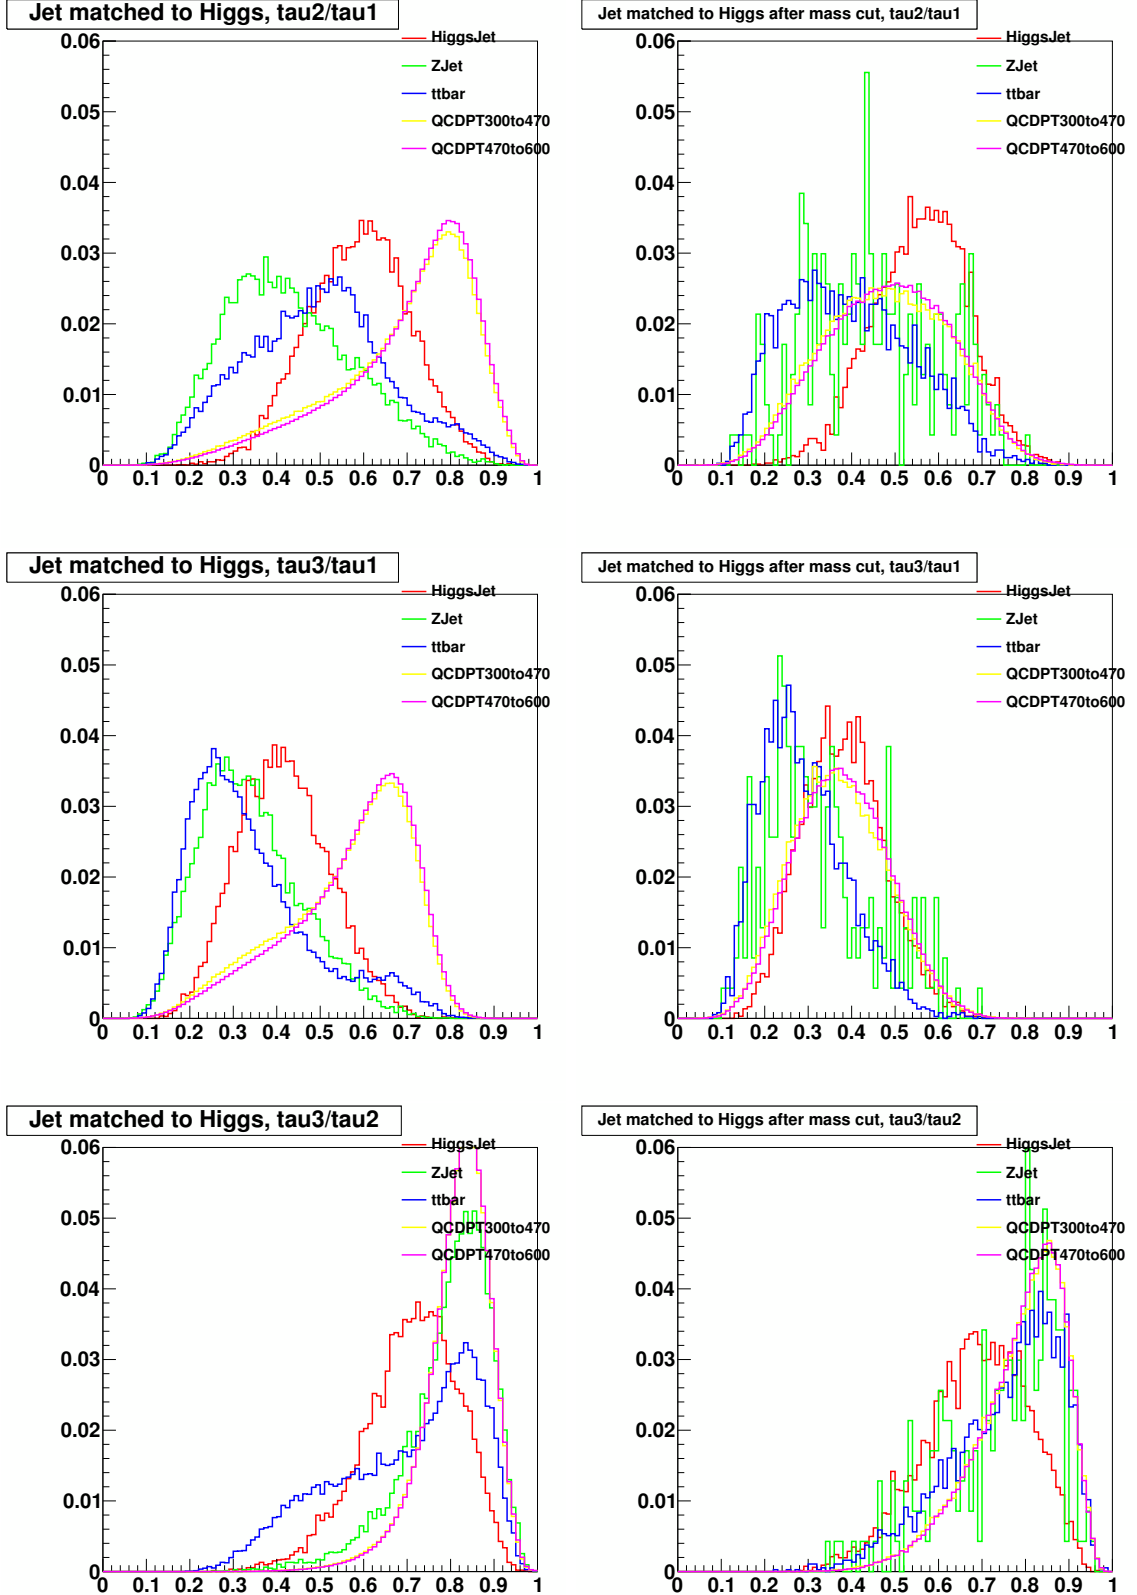 Jet matched to Higgs, tau2/tau1
HiggsJet
ZJet
ttbar
QCDPT300to470
QCDPT470to600
0.06
0.05
0.04
0.03
0.02
0.01
0
0 0.1 0.2 0.3 0.4 0.5 0.6 0.7 0.8 0.9 1
Jet matched to Higgs after mass cut, tau2/tau1
HiggsJet
ZJet
ttbar
QCDPT300to470
QCDPT470to600
0.06
0.05
0.04
0.03
0.02
0.01
0
0 0.1 0.2 0.3 0.4 0.5 0.6 0.7 0.8 0.9 1
Jet matched to Higgs, tau3/tau1
HiggsJet
ZJet
ttbar
QCDPT300to470
QCDPT470to600
0.06
0.05
0.04
0.03
0.02
0.01
0
0 0.1 0.2 0.3 0.4 0.5 0.6 0.7 0.8 0.9 1
Jet matched to Higgs after mass cut, tau3/tau1
HiggsJet
ZJet
ttbar
QCDPT300to470
QCDPT470to600
0.06
0.05
0.04
0.03
0.02
0.01
0
0 0.1 0.2 0.3 0.4 0.5 0.6 0.7 0.8 0.9 1
Jet matched to Higgs, tau3/tau2
HiggsJet
ZJet
ttbar
QCDPT300to470
QCDPT470to600
0.06
0.05
0.04
0.03
0.02
0.01
0
0 0.1 0.2 0.3 0.4 0.5 0.6 0.7 0.8 0.9 1
Jet matched to Higgs after mass cut, tau3/tau2
HiggsJet
ZJet
ttbar
QCDPT300to470
QCDPT470to600
0.06
0.05
0.04
0.03
0.02
0.01
0
0 0.1 0.2 0.3 0.4 0.5 0.6 0.7 0.8 0.9 1